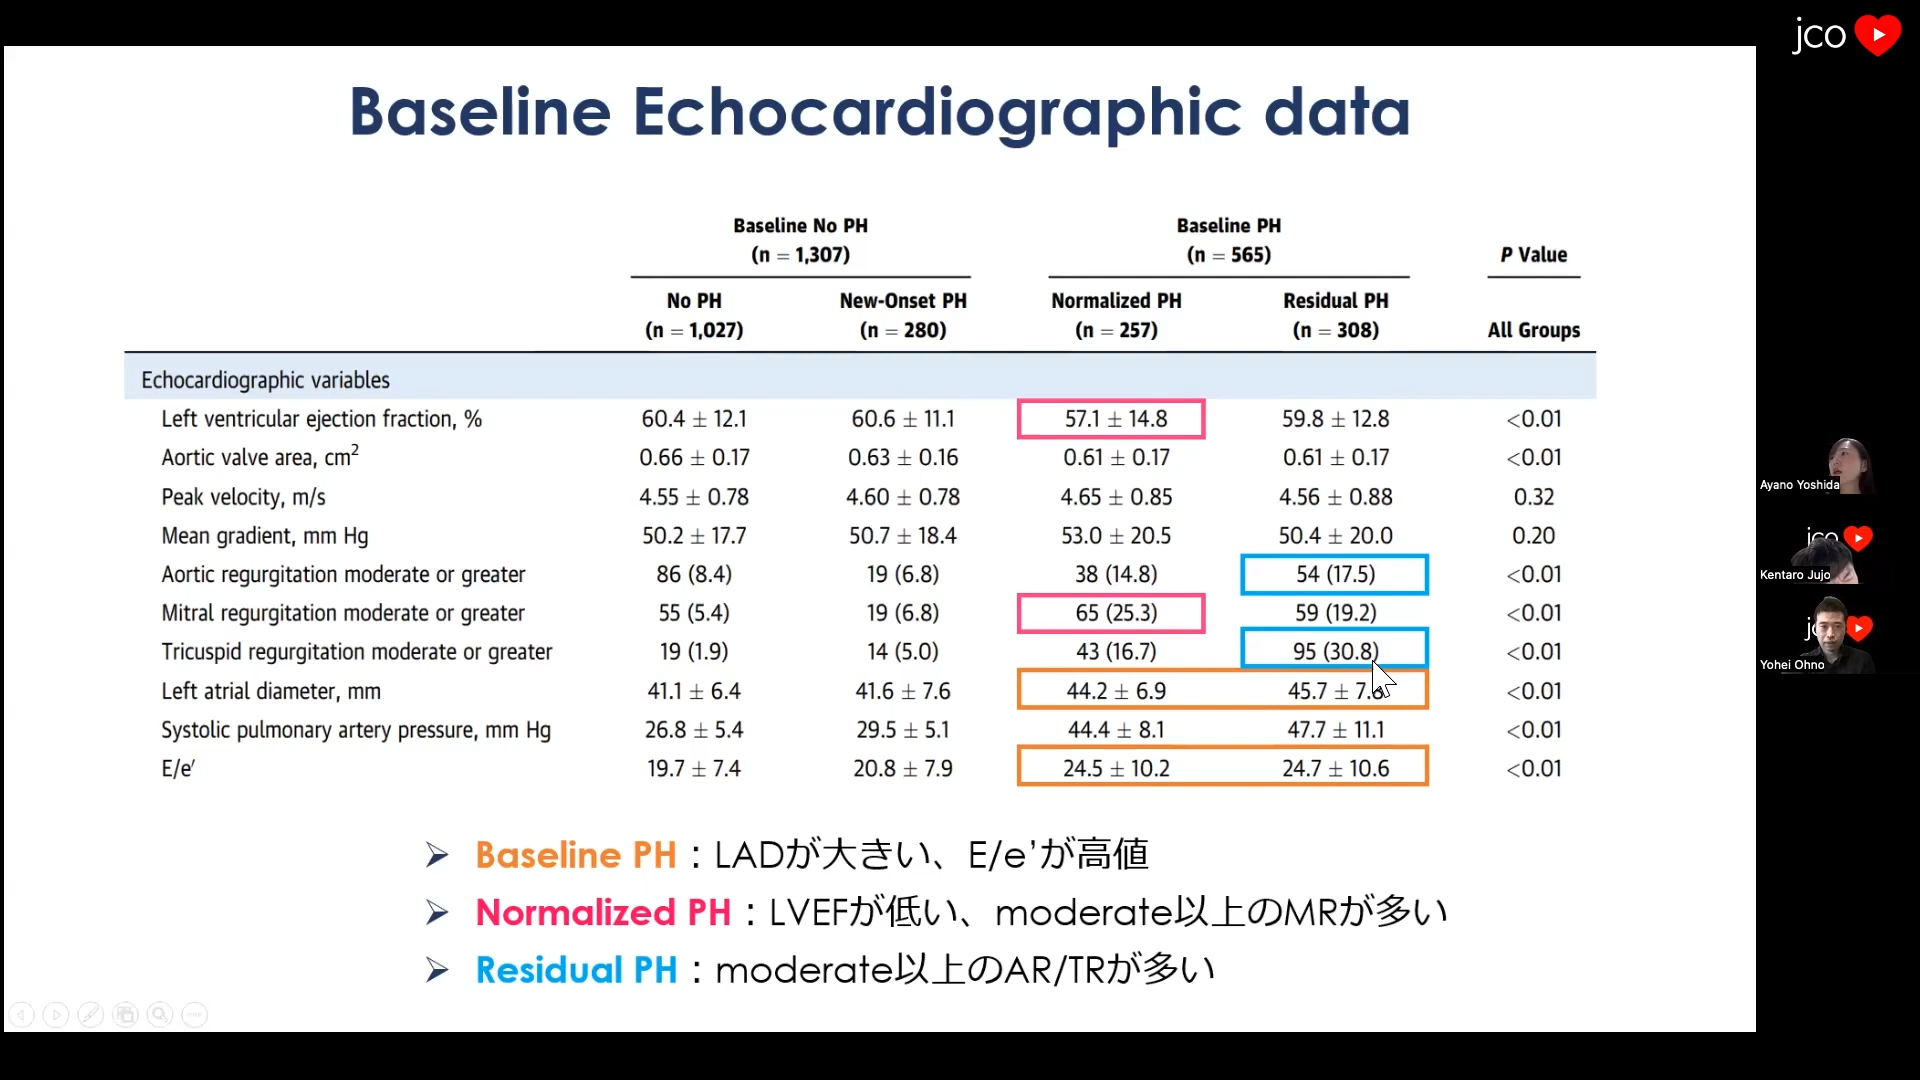 jco
Baseline Echocardiographic data
Baseline No PH Baseline PH
(n = 1,307) (n = 565) P Value
No PH New-Onset PH Normalized PH Residual PH
(n = 1,027) (n = 280) (n = 257) (n = 308) All Groups
Echocardiographic variables
Left ventricular ejection fraction, % 60.4 ± 12.1 60.6 ± 11.1 57.1 ± 14.8 59.8 ± 12.8 <0.01
Aortic valve area, cm² 0.66 ± 0.17 0.63 ± 0.16 0.61 ± 0.17 0.61 ± 0.17 <0.01
Peak velocity, m/s 4.55 ± 0.78 4.60 ± 0.78 4.65 ± 0.85 4.56 ± 0.88 0.32
Mean gradient, mm Hg 50.2 ± 17.7 50.7 ± 18.4 53.0 ± 20.5 50.4 ± 20.0 0.20
Aortic regurgitation moderate or greater 86 (8.4) 19 (6.8) 38 (14.8) 54 (17.5) <0.01
Mitral regurgitation moderate or greater 55 (5.4) 19 (6.8) 65 (25.3) 59 (19.2) <0.01
Tricuspid regurgitation moderate or greater 19 (1.9) 14 (5.0) 43 (16.7) 95 (30.8) <0.01
Left atrial diameter, mm 41.1 ± 6.4 41.6 ± 7.6 44.2 ± 6.9 45.7 ± <0.01
Systolic pulmonary artery pressure, mm Hg 26.8 ± 5.4 29.5 ± 5.1 44.4 ± 8.1 47.7 ± 11.1 <0.01
E/e′ 19.7 ± 7.4 20.8 ± 7.9 24.5 ± 10.2 24.7 ± 10.6 <0.01
➢ Baseline PH：LADが大きい、E/e’が高値
➢ Normalized PH：LVEFが低い、moderate以上のMRが多い
➢ Residual PH：moderate以上のAR/TRが多い
Ayano Yoshida
jco
Kentaro Jujo
Yohei Ohno